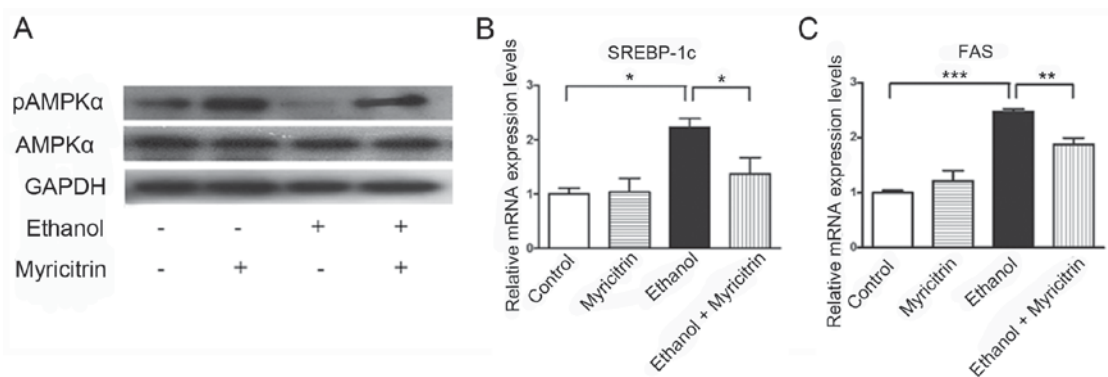 A
pAMPKα
AMPKα
GAPDH
Ethanol - - + +
Myricitrin - + - +
B
SREBP-1c
* *
Relative mRNA expression levels
3
2
1
0
Control
Myricitrin
Ethanol
Ethanol + Myricitrin
C
FAS
*** **
Relative mRNA expression levels
3
2
1
0
Control
Myricitrin
Ethanol
Ethanol + Myricitrin